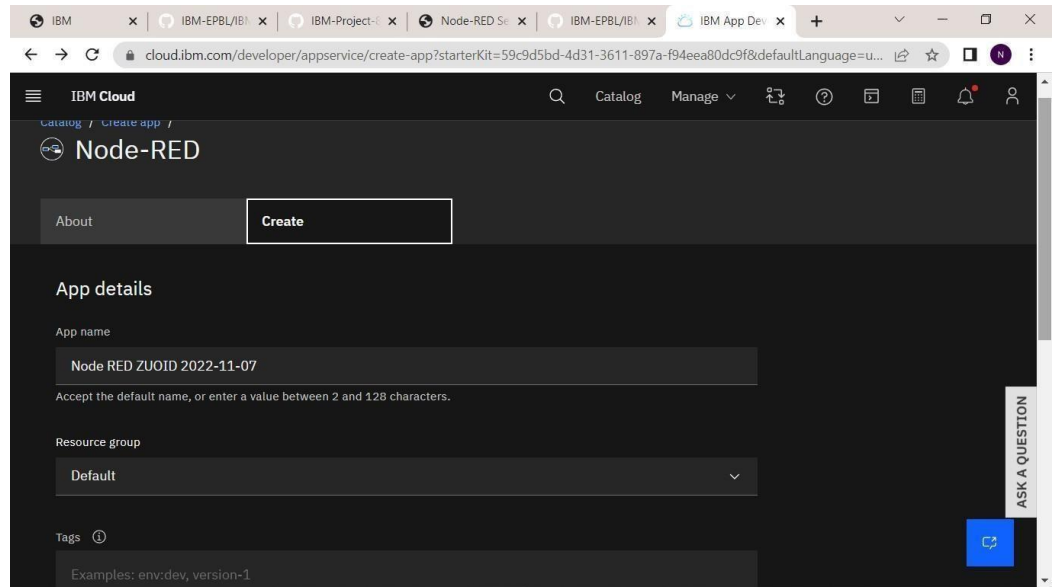 IBM
IBM-EPBL/IBM
IBM-Project-
Node-RED Se
IBM-EPBL/IBM
IBM App Dev
cloud.ibm.com/developer/appservice/create-app?starterKit=59c9d5bd-4d31-3611-897a-f94eea80dc9f&defaultLanguage=u...
N
IBM Cloud
Catalog
Manage
Catalog / Create app /
Node-RED
About
Create
App details
App name
Node RED ZUOID 2022-11-07
Accept the default name, or enter a value between 2 and 128 characters.
Resource group
Default
Tags
Examples: env:dev, version-1
ASK A QUESTION